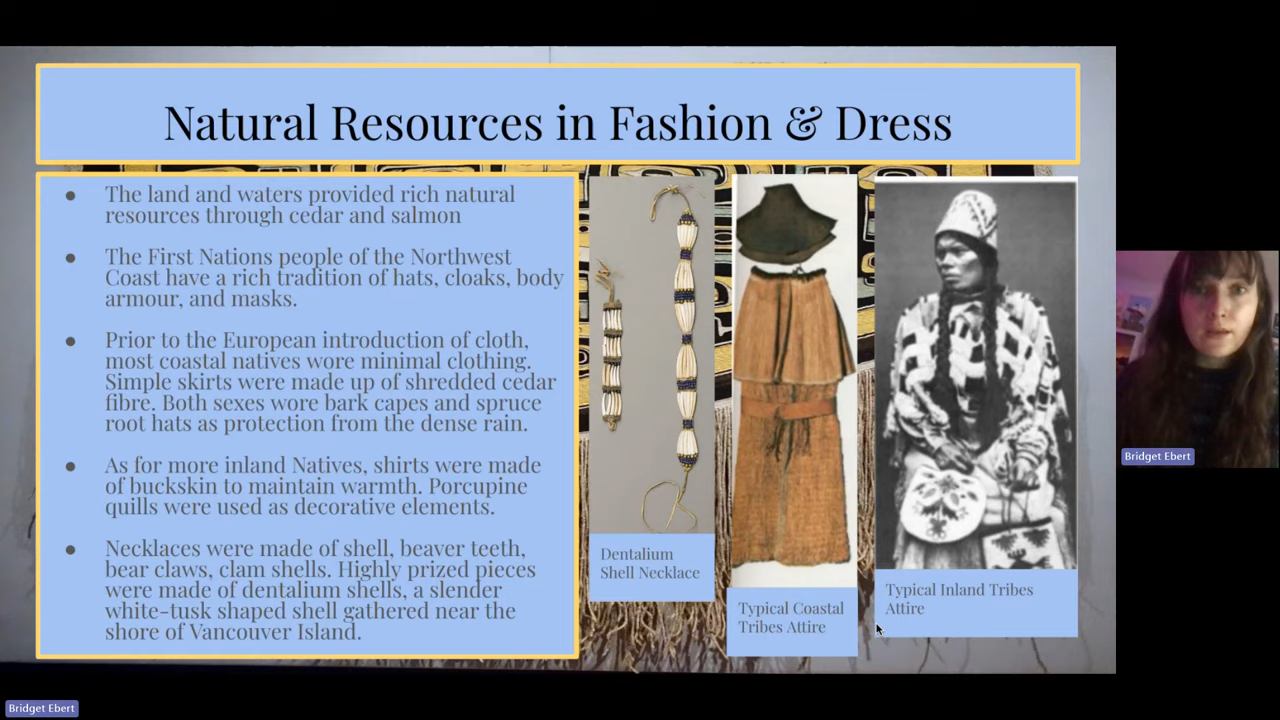 Natural Resources in Fashion & Dress
● The land and waters provided rich natural
resources through cedar and salmon
● The First Nations people of the Northwest
Coast have a rich tradition of hats, cloaks, body
armour, and masks.
● Prior to the European introduction of cloth,
most coastal natives wore minimal clothing.
Simple skirts were made up of shredded cedar
fibre. Both sexes wore bark capes and spruce
root hats as protection from the dense rain.
● As for more inland Natives, shirts were made
of buckskin to maintain warmth. Porcupine
quills were used as decorative elements.
● Necklaces were made of shell, beaver teeth,
bear claws, clam shells. Highly prized pieces
were made of dentalium shells, a slender
white-tusk shaped shell gathered near the
shore of Vancouver Island.
Dentalium
Shell Necklace
Typical Coastal
Tribes Attire
Typical Inland Tribes
Attire
Bridget Ebert
Bridget Ebert